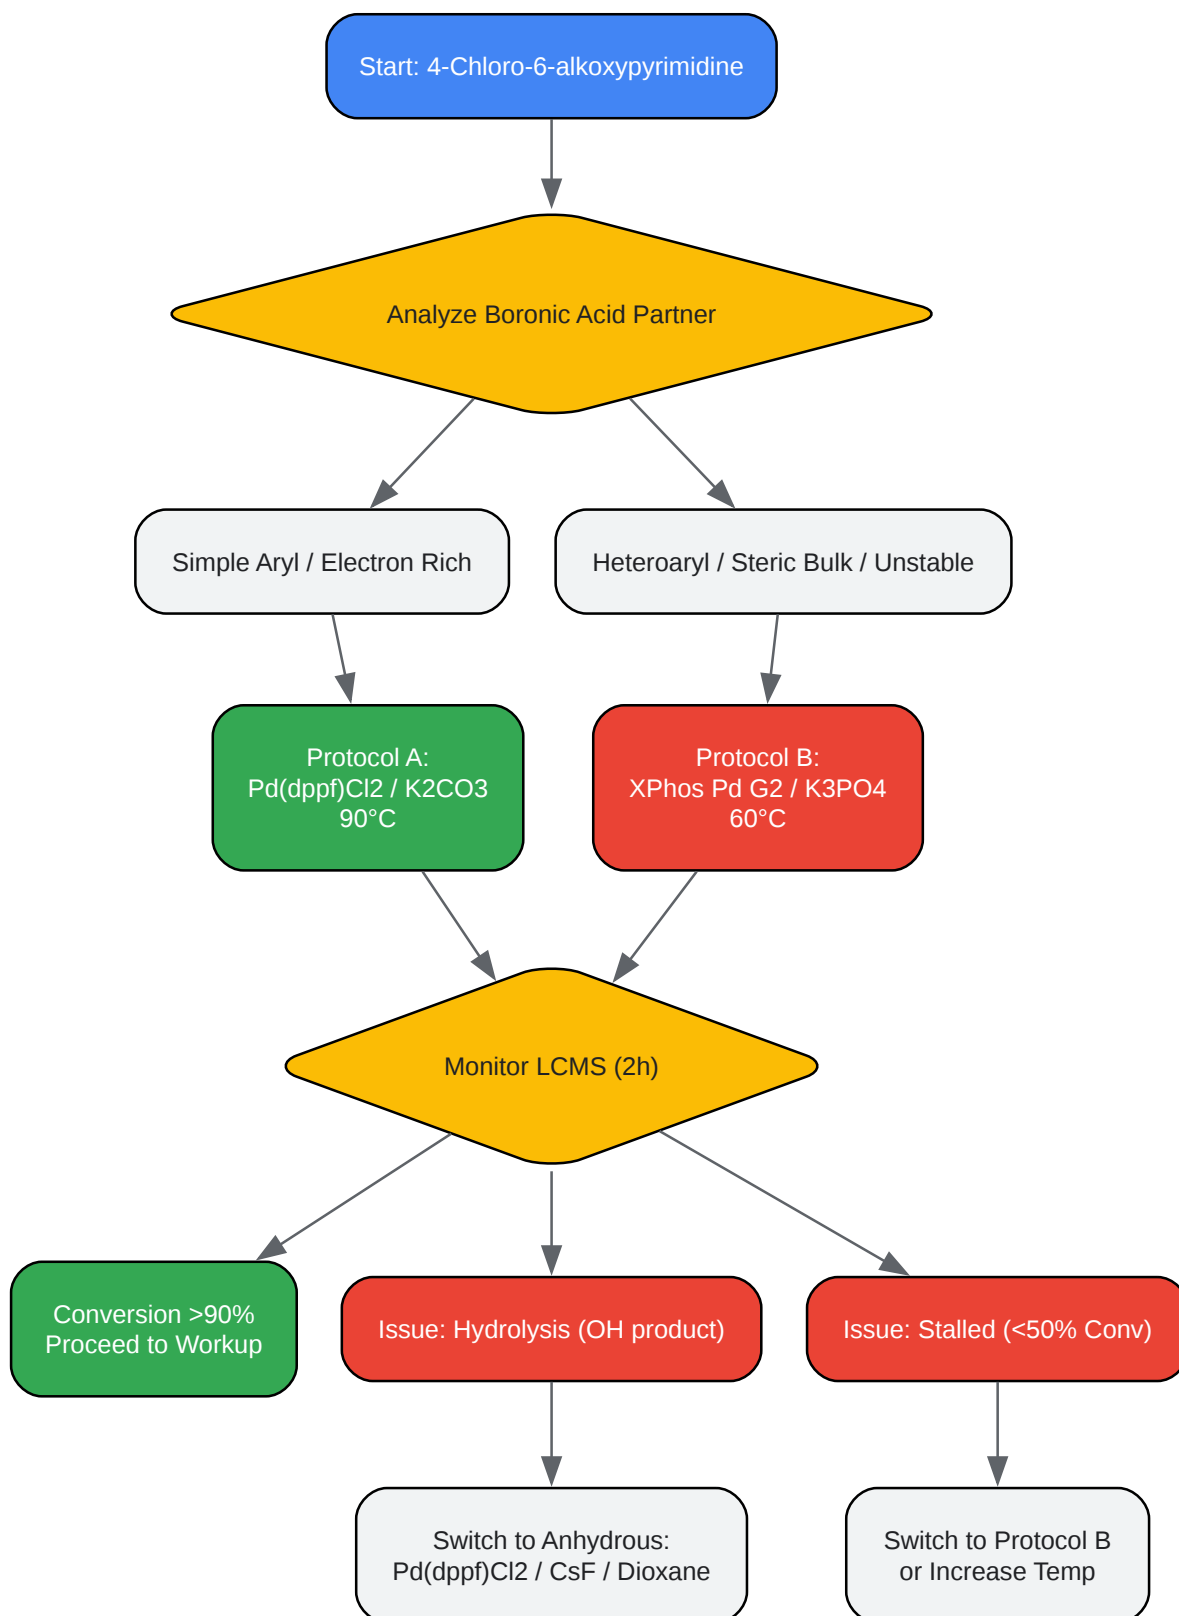 Start: 4-Chloro-6-alkoxypyrimidine
Analyze Boronic Acid Partner
Simple Aryl / Electron Rich
Heteroaryl / Steric Bulk / Unstable
Protocol A:
Pd(dppf)Cl2 / K2CO3
90°C
Protocol B:
XPhos Pd G2 / K3PO4
60°C
Monitor LCMS (2h)
Conversion >90%
Proceed to Workup
Issue: Hydrolysis (OH product)
Issue: Stalled (<50% Conv)
Switch to Anhydrous:
Pd(dppf)Cl2 / CsF / Dioxane
Switch to Protocol B
or Increase Temp